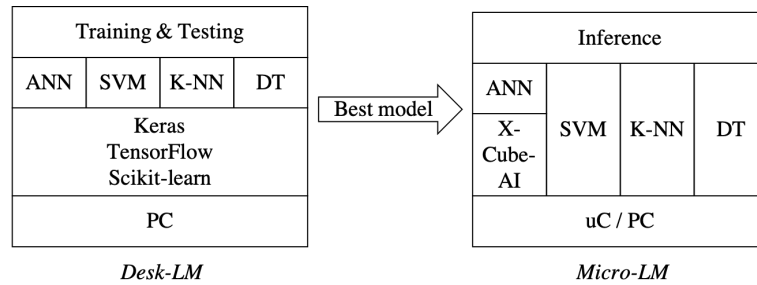 Training & Testing
ANN SVM K-NN DT
Keras
TensorFlow
Scikit-learn
PC
Desk-LM
Best model
Inference
ANN
X-
Cube-
AI
SVM K-NN DT
uC / PC
Micro-LM